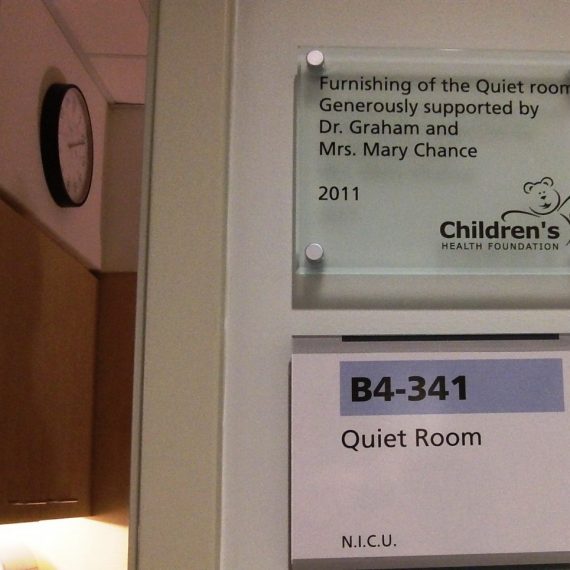 Furnishing of the Quiet room
Generously supported by
Dr. Graham and
Mrs. Mary Chance
2011
Children's
HEALTH FOUNDATION
B4-341
Quiet Room
N.I.C.U.